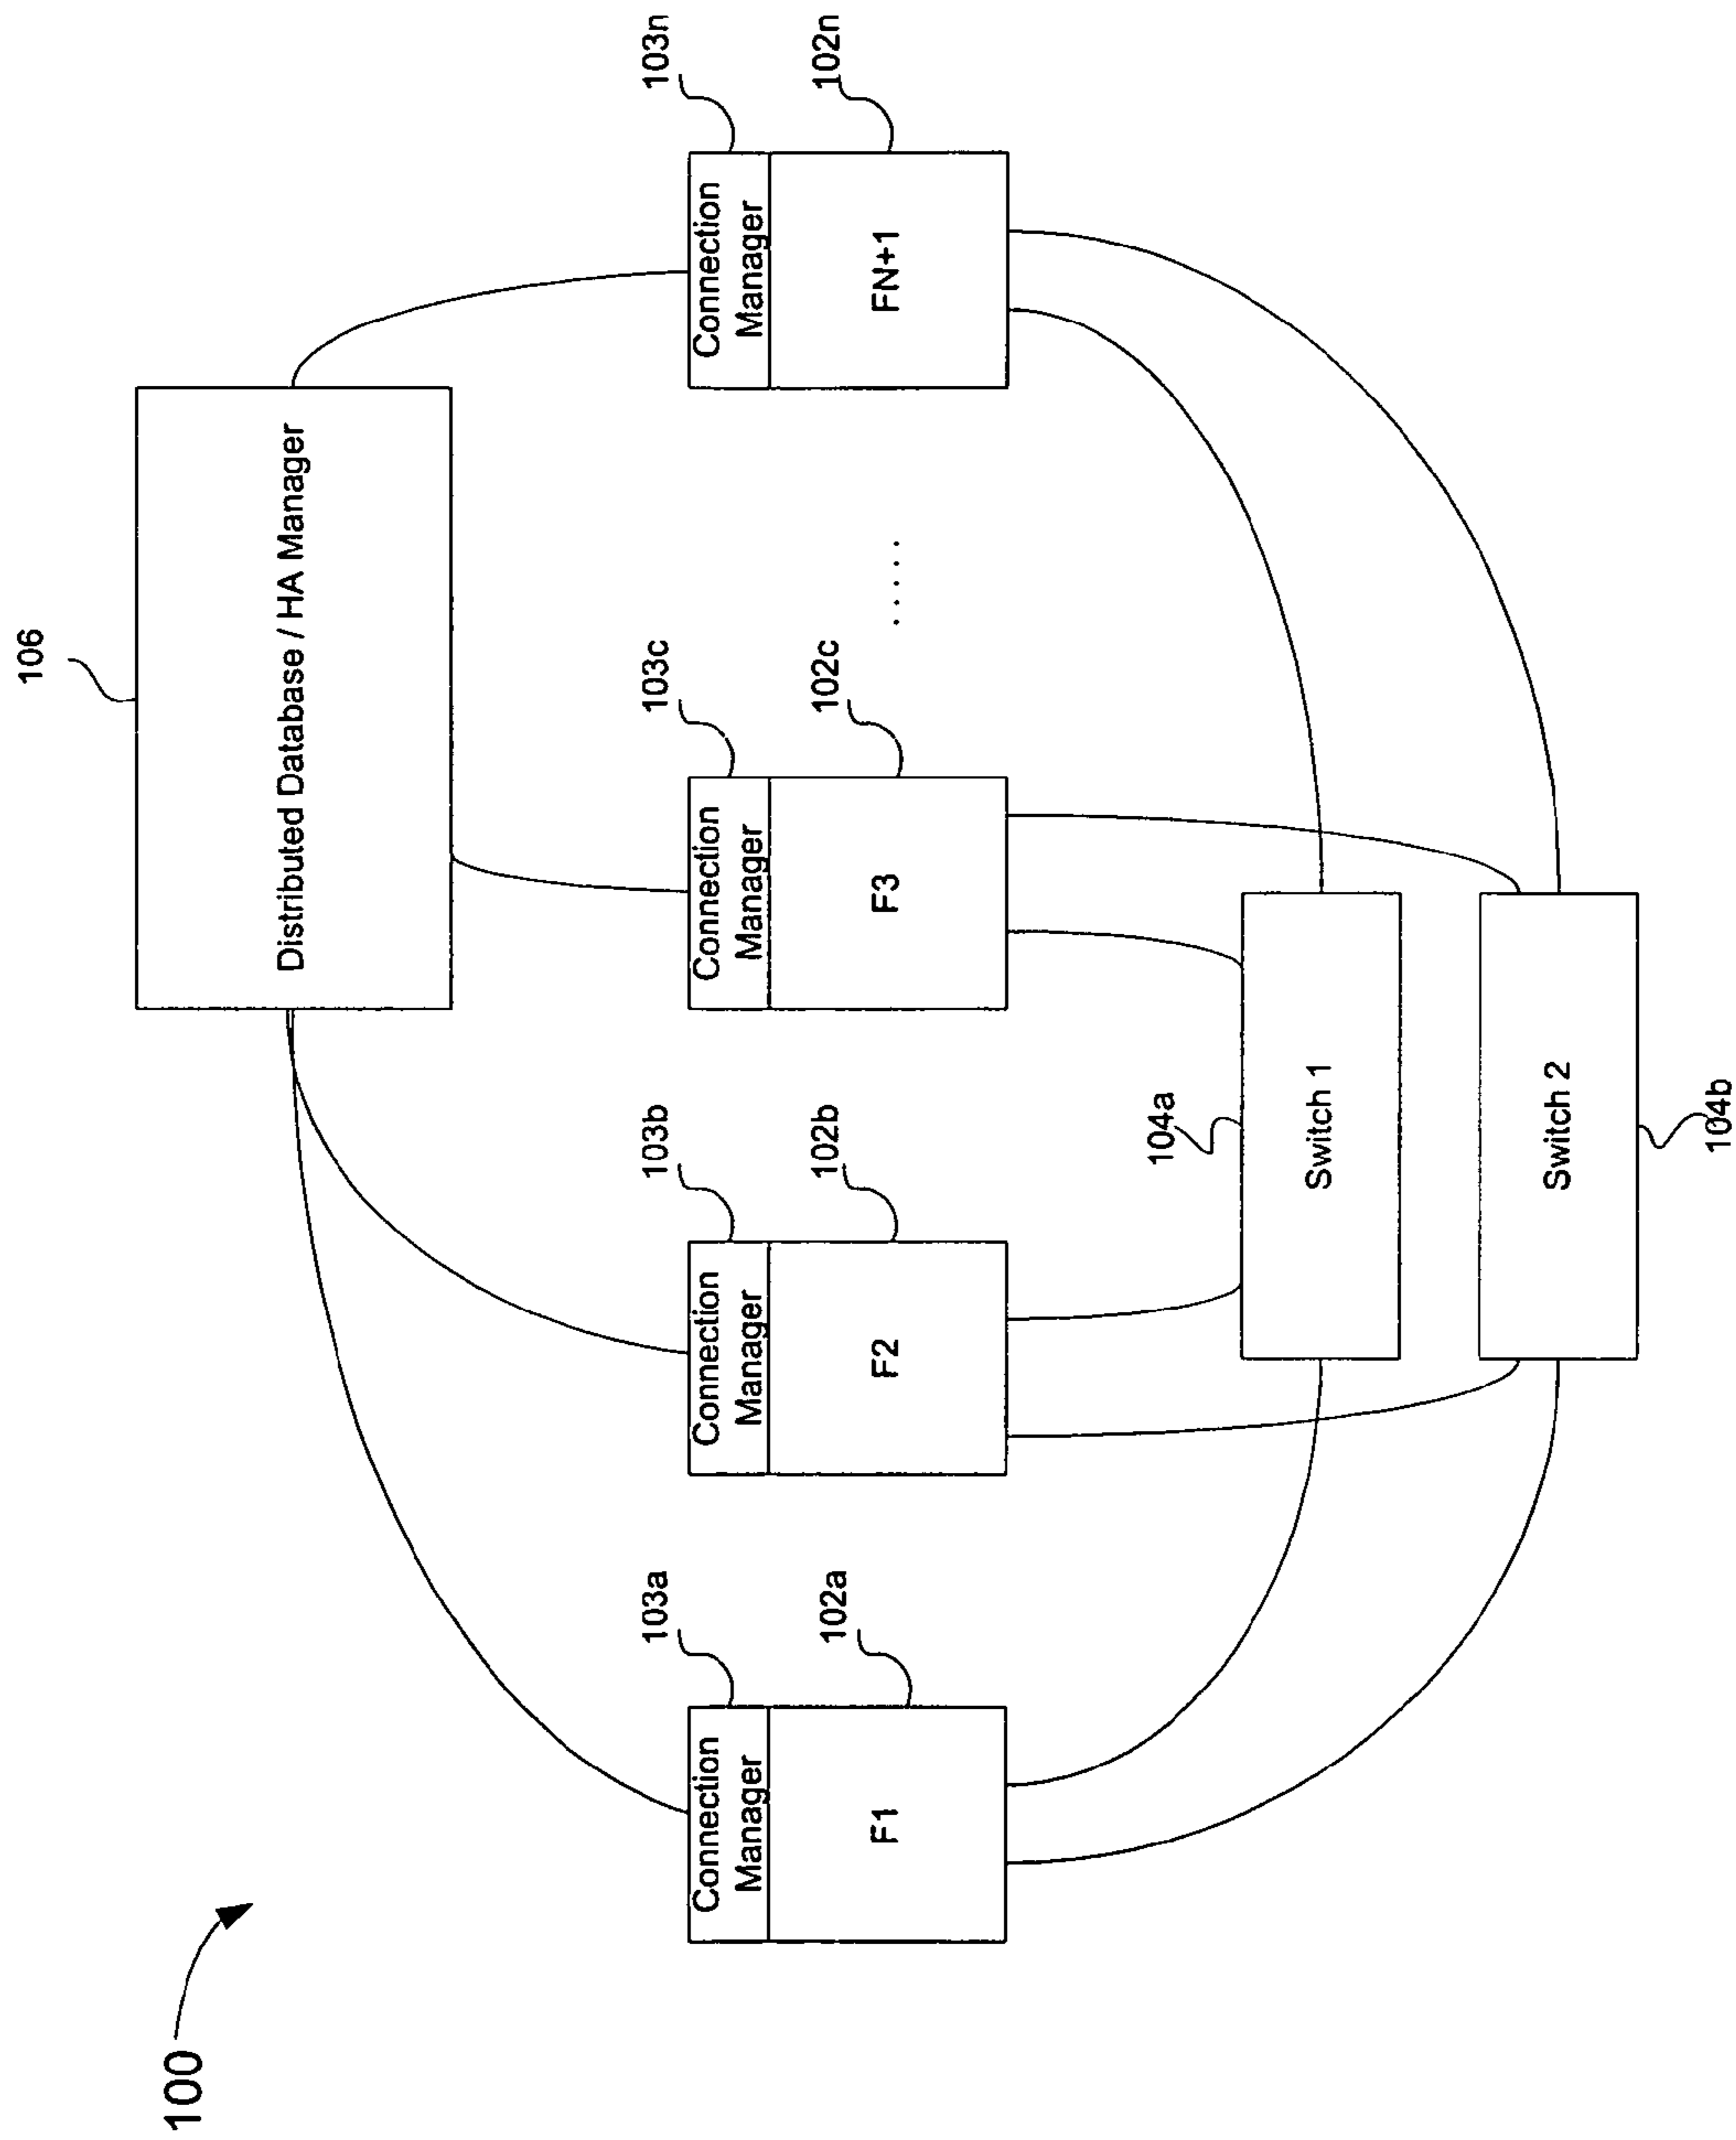 100
106
Distributed Database / HA Manager
103a
102a
Connection
Manager
F1
103b
102b
Connection
Manager
F2
103c
102c
Connection
Manager
F3
.....
103n
102n
Connection
Manager
FN+1
104a
Switch 1
Switch 2
104b